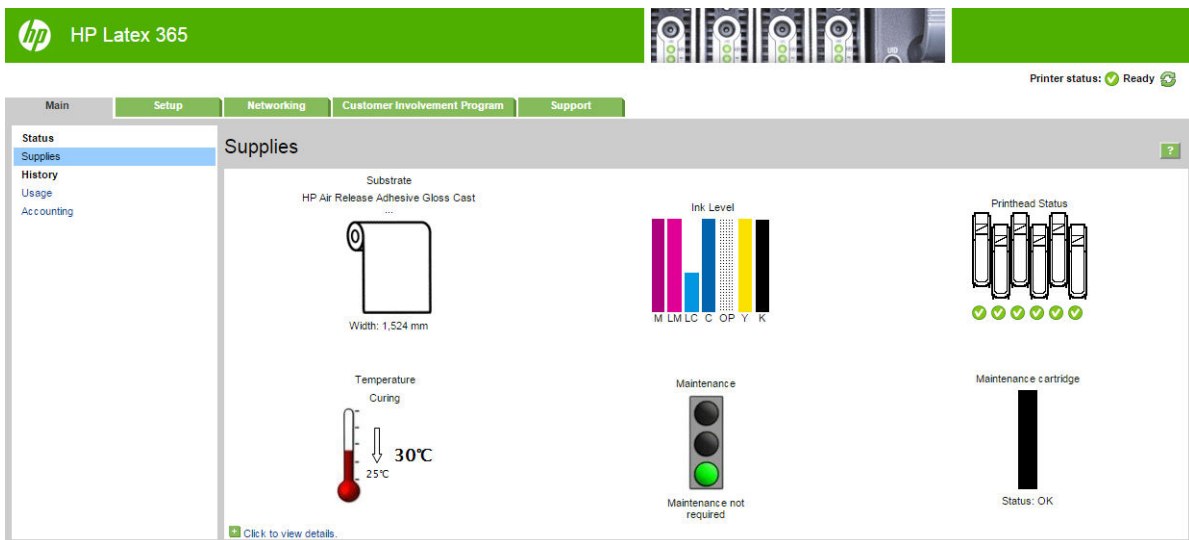 hp HP Latex 365
UID
Printer status: Ready
Main Setup Networking Customer Involvement Program Support
Status
Supplies
History
Usage
Accounting
Supplies
?
Substrate
HP Air Release Adhesive Gloss Cast
...
Width: 1,524 mm
Ink Level
M LM LC C OP Y K
Printhead Status
Temperature
Curing
30℃
25℃
Maintenance
Maintenance not
required
Maintenance cartridge
Status: OK
Click to view details.